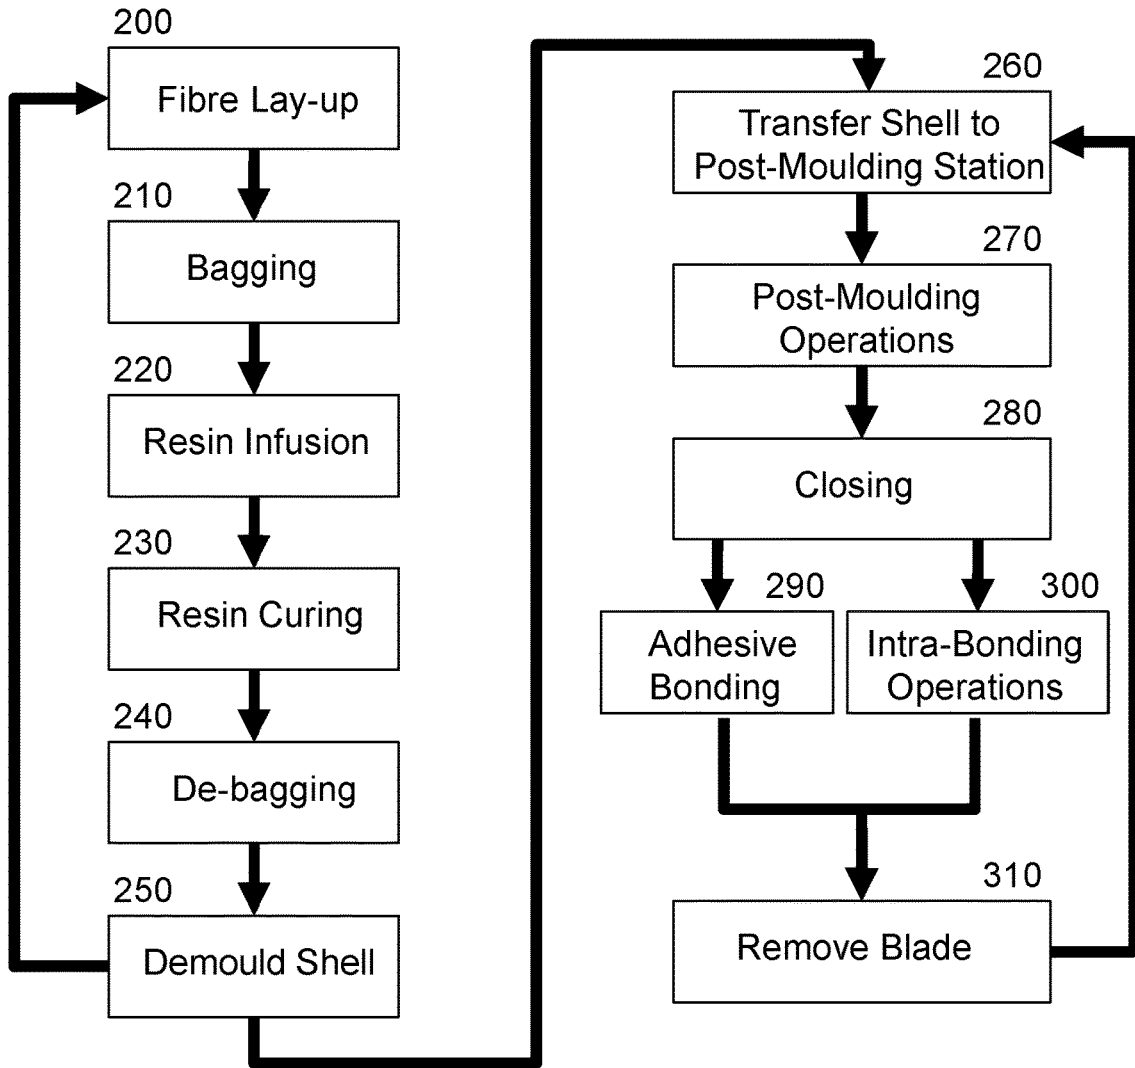 200
Fibre Lay-up
210
Bagging
220
Resin Infusion
230
Resin Curing
240
De-bagging
250
Demould Shell
260
Transfer Shell to
Post-Moulding Station
270
Post-Moulding
Operations
280
Closing
290
Adhesive
Bonding
300
Intra-Bonding
Operations
310
Remove Blade